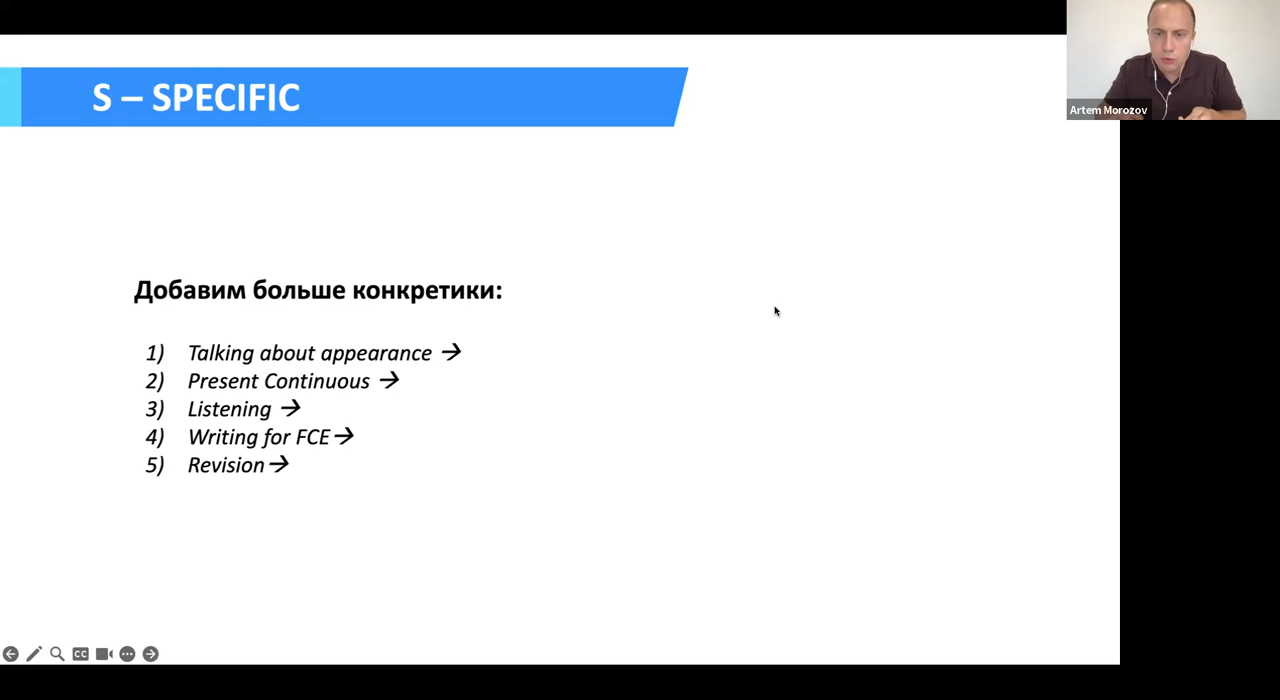 S – SPECIFIC
Artem Morozov
Добавим больше конкретики:
1) Talking about appearance →
2) Present Continuous →
3) Listening →
4) Writing for FCE→
5) Revision→
CC